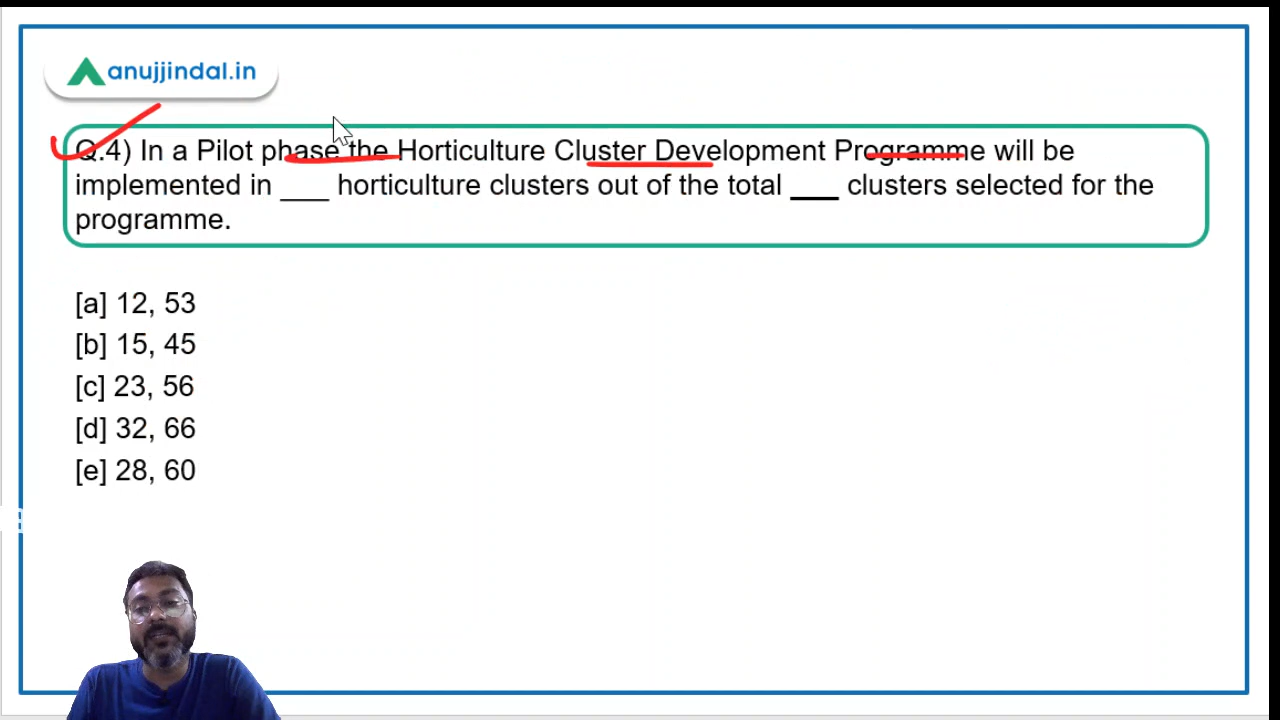 anujjindal.in
Q.4) In a Pilot phase the Horticulture Cluster Development Programme will be
implemented in ___ horticulture clusters out of the total ___ clusters selected for the
programme.
[a] 12, 53
[b] 15, 45
[c] 23, 56
[d] 32, 66
[e] 28, 60